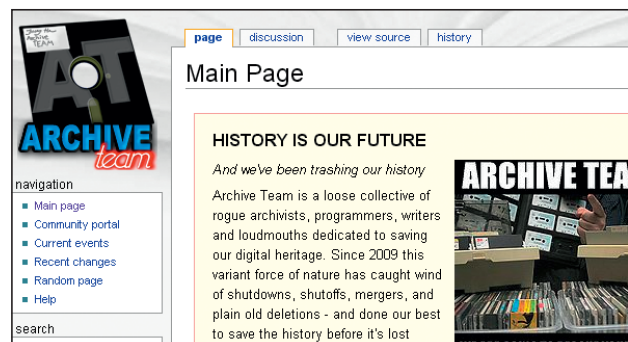 ARCHIVE
team
navigation
Main page
Community portal
Current events
Recent changes
Random page
Help
search
page discussion view source history
Main Page
HISTORY IS OUR FUTURE
And we've been trashing our history
Archive Team is a loose collective of
rogue archivists, programmers, writers
and loudmouths dedicated to saving
our digital heritage. Since 2009 this
variant force of nature has caught wind
of shutdowns, shutoffs, mergers, and
plain old deletions - and done our best
to save the history before it's lost
ARCHIVE TEA